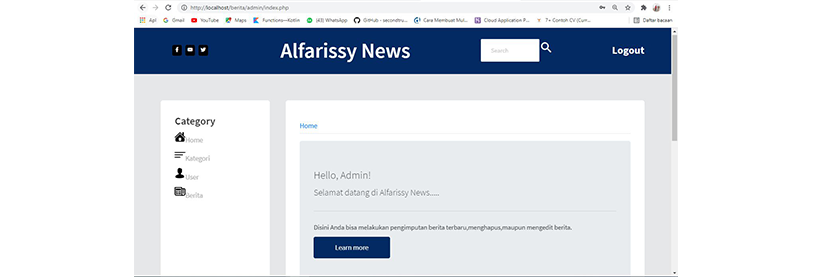 http://localhost/berita/admin/index.php
Apl Gmail YouTube Maps Functions—Kotlin (43) WhatsApp GitHub - secondtru... Cara Membuat Mul... Cloud Application P... 7+ Contoh CV (Curri... Daftar bacaan
Alfarissy News
Search
Logout
Category
Home
Kategori
User
Berita
Home
Hello, Admin!
Selamat datang di Alfarissy News.....
Disini Anda bisa melakukan pengimputan berita terbaru,menghapus,maupun mengedit berita.
Learn more